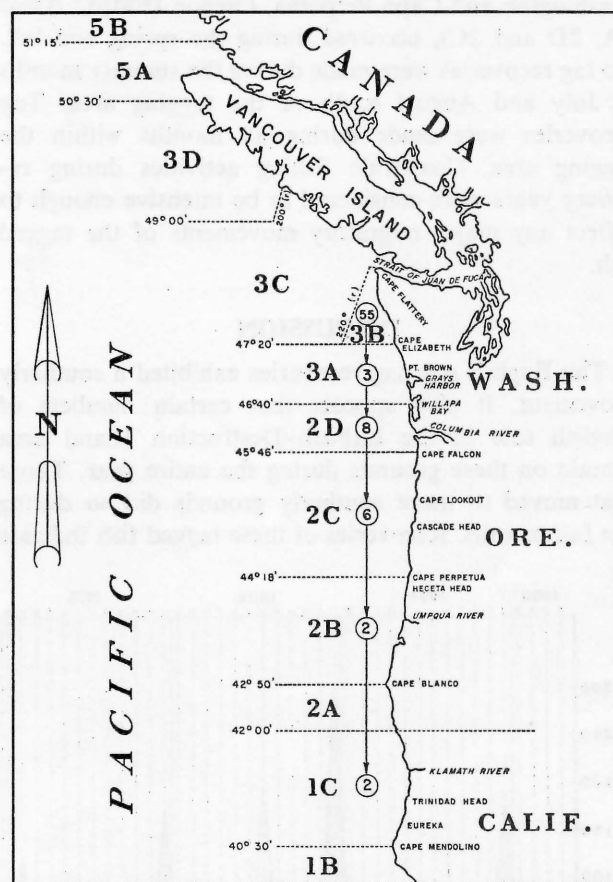 5B
51° 15'
CANADA
5A
50° 30'
VANCOUVER ISLAND
3D
49° 00'
3C
STRAIT OF JUAN DE FUCA
CAPE FLATTERY
220° (T)
55
3B
CAPE
ELIZABETH
47° 20'
WASH.
3A
3
PT. BROWN
GRAYS
HARBOR
46° 40'
WILLAPA
BAY
2D
8
COLUMBIA RIVER
45° 46'
CAPE FALCON
N
PACIFIC OCEAN
CAPE LOOKOUT
2C
6
CASCADE HEAD
ORE.
44° 18'
CAPE PERPETUA
HECETA HEAD
UMPQUA RIVER
2B
2
42° 50'
CAPE BLANCO
2A
42° 00'
KLAMATH RIVER
1C
2
TRINIDAD HEAD
EUREKA
CALIF.
40° 30'
CAPE MENDOLINO
1B